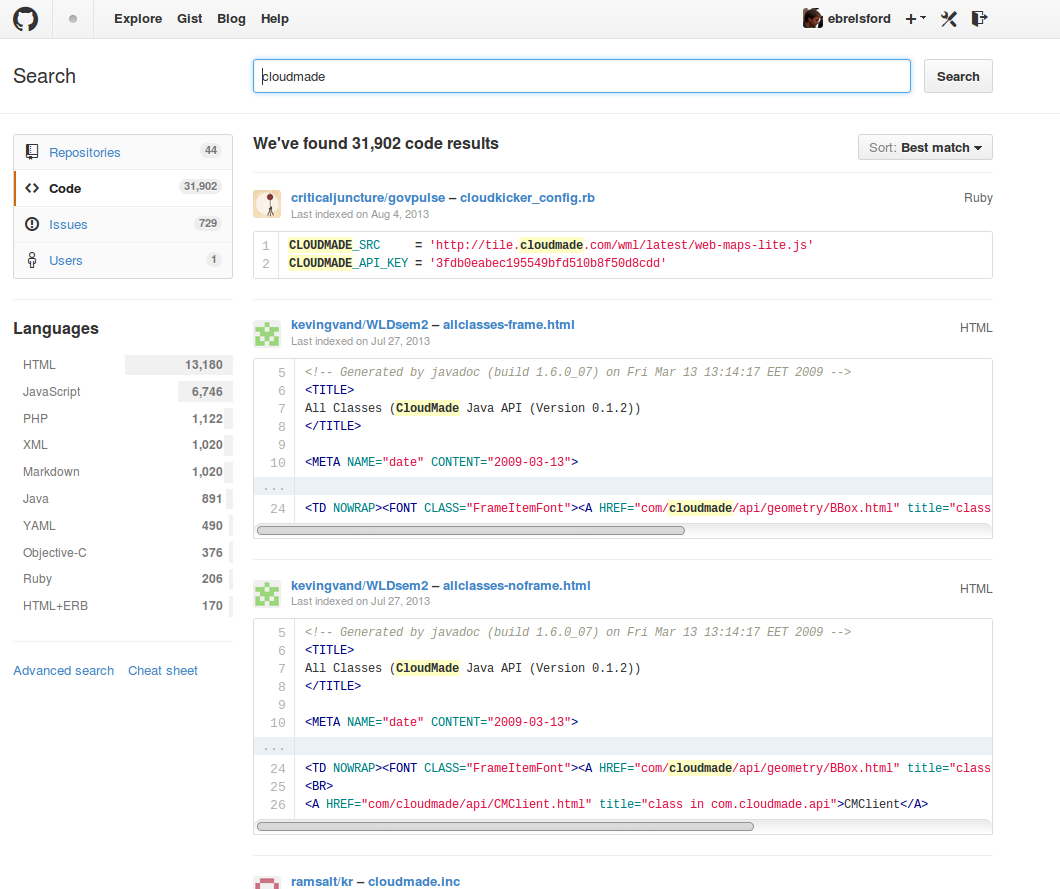 Explore Gist Blog Help ebrelsford
Search cloudmade Search
Repositories 44
Code 31,902
Issues 729
Users 1
Languages
HTML 13,180
JavaScript 6,746
PHP 1,122
XML 1,020
Markdown 1,020
Java 891
YAML 490
Objective-C 376
Ruby 206
HTML+ERB 170
Advanced search Cheat sheet
We've found 31,902 code results Sort: Best match
criticaljuncture/govpulse – cloudkicker_config.rb Ruby
Last indexed on Aug 4, 2013
1 CLOUDMADE_SRC     = 'http://tile.cloudmade.com/wml/latest/web-maps-lite.js'
2 CLOUDMADE_API_KEY = '3fdb0eabec195549bfd510b8f50d8cdd'
kevingvand/WLDsem2 – allclasses-frame.html HTML
Last indexed on Jul 27, 2013
5 <!-- Generated by javadoc (build 1.6.0_07) on Fri Mar 13 13:14:17 EET 2009 -->
6 <TITLE>
7 All Classes (CloudMade Java API (Version 0.1.2))
8 </TITLE>
9
10 <META NAME="date" CONTENT="2009-03-13">
...
24 <TD NOWRAP><FONT CLASS="FrameItemFont"><A HREF="com/cloudmade/api/geometry/BBox.html" title="class
kevingvand/WLDsem2 – allclasses-noframe.html HTML
Last indexed on Jul 27, 2013
5 <!-- Generated by javadoc (build 1.6.0_07) on Fri Mar 13 13:14:17 EET 2009 -->
6 <TITLE>
7 All Classes (CloudMade Java API (Version 0.1.2))
8 </TITLE>
9
10 <META NAME="date" CONTENT="2009-03-13">
...
24 <TD NOWRAP><FONT CLASS="FrameItemFont"><A HREF="com/cloudmade/api/geometry/BBox.html" title="class
25 <BR>
26 <A HREF="com/cloudmade/api/CMClient.html" title="class in com.cloudmade.api">CMClient</A>
ramsalt/kr – cloudmade.inc